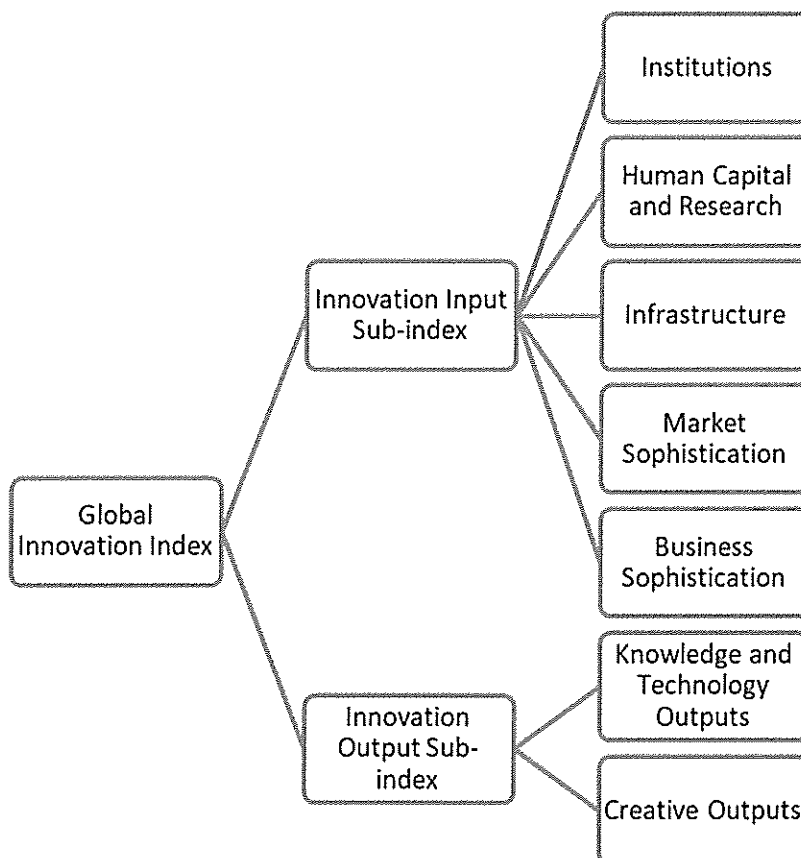 Institutions
Human Capital
and Research
Innovation Input
Sub-index
Infrastructure
Market
Sophistication
Global
Innovation Index
Business
Sophistication
Knowledge and
Technology
Outputs
Innovation
Output Sub-
index
Creative Outputs